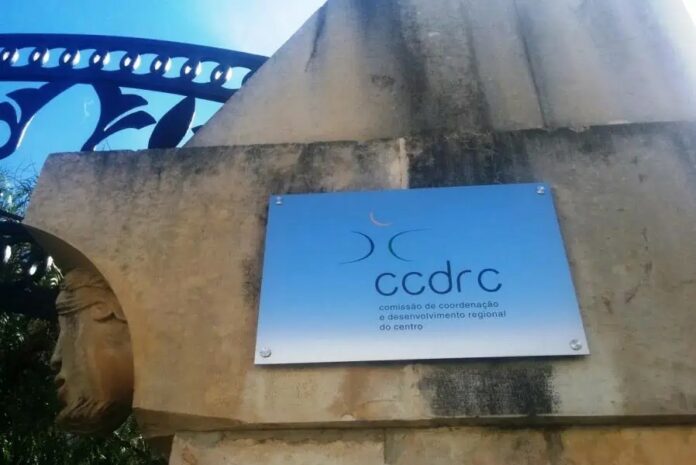 ccdrc
comissão de coordenação
e desenvolvimento regional
do centro